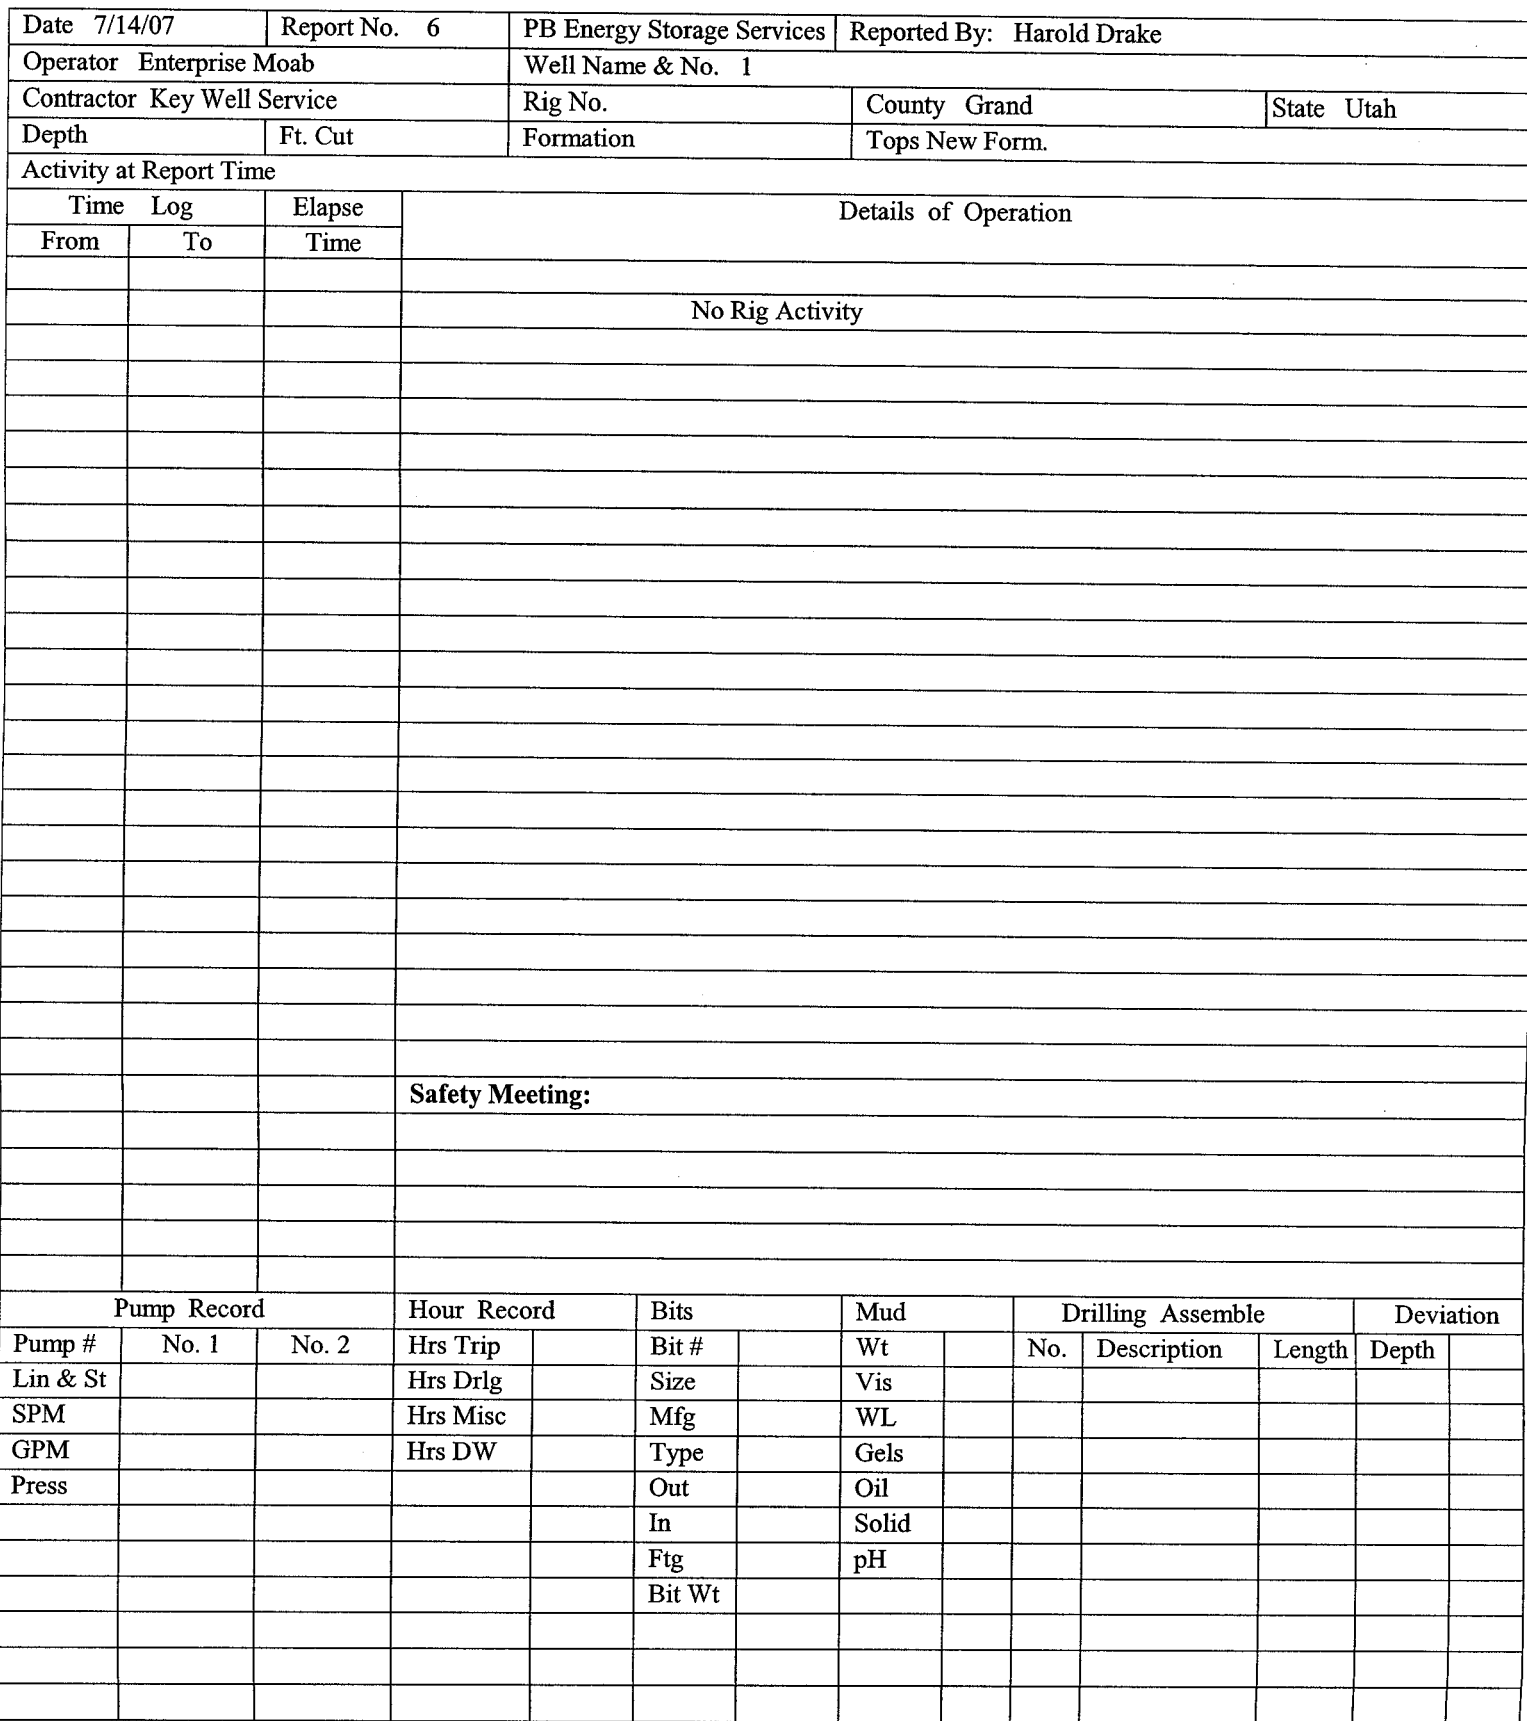 Date 7/14/07 Report No. 6 PB Energy Storage Services Reported By: Harold Drake
Operator Enterprise Moab Well Name & No. 1
Contractor Key Well Service Rig No. County Grand State Utah
Depth Ft. Cut Formation Tops New Form.
Activity at Report Time
Time Log Elapse Details of Operation
From To Time
No Rig Activity
Safety Meeting:
Pump Record Hour Record Bits Mud Drilling Assemble Deviation
Pump # No. 1 No. 2 Hrs Trip Bit # Wt No. Description Length Depth
Lin & St Hrs Drlg Size Vis
SPM Hrs Misc Mfg WL
GPM Hrs DW Type Gels
Press Out Oil
In Solid
Ftg pH
Bit Wt